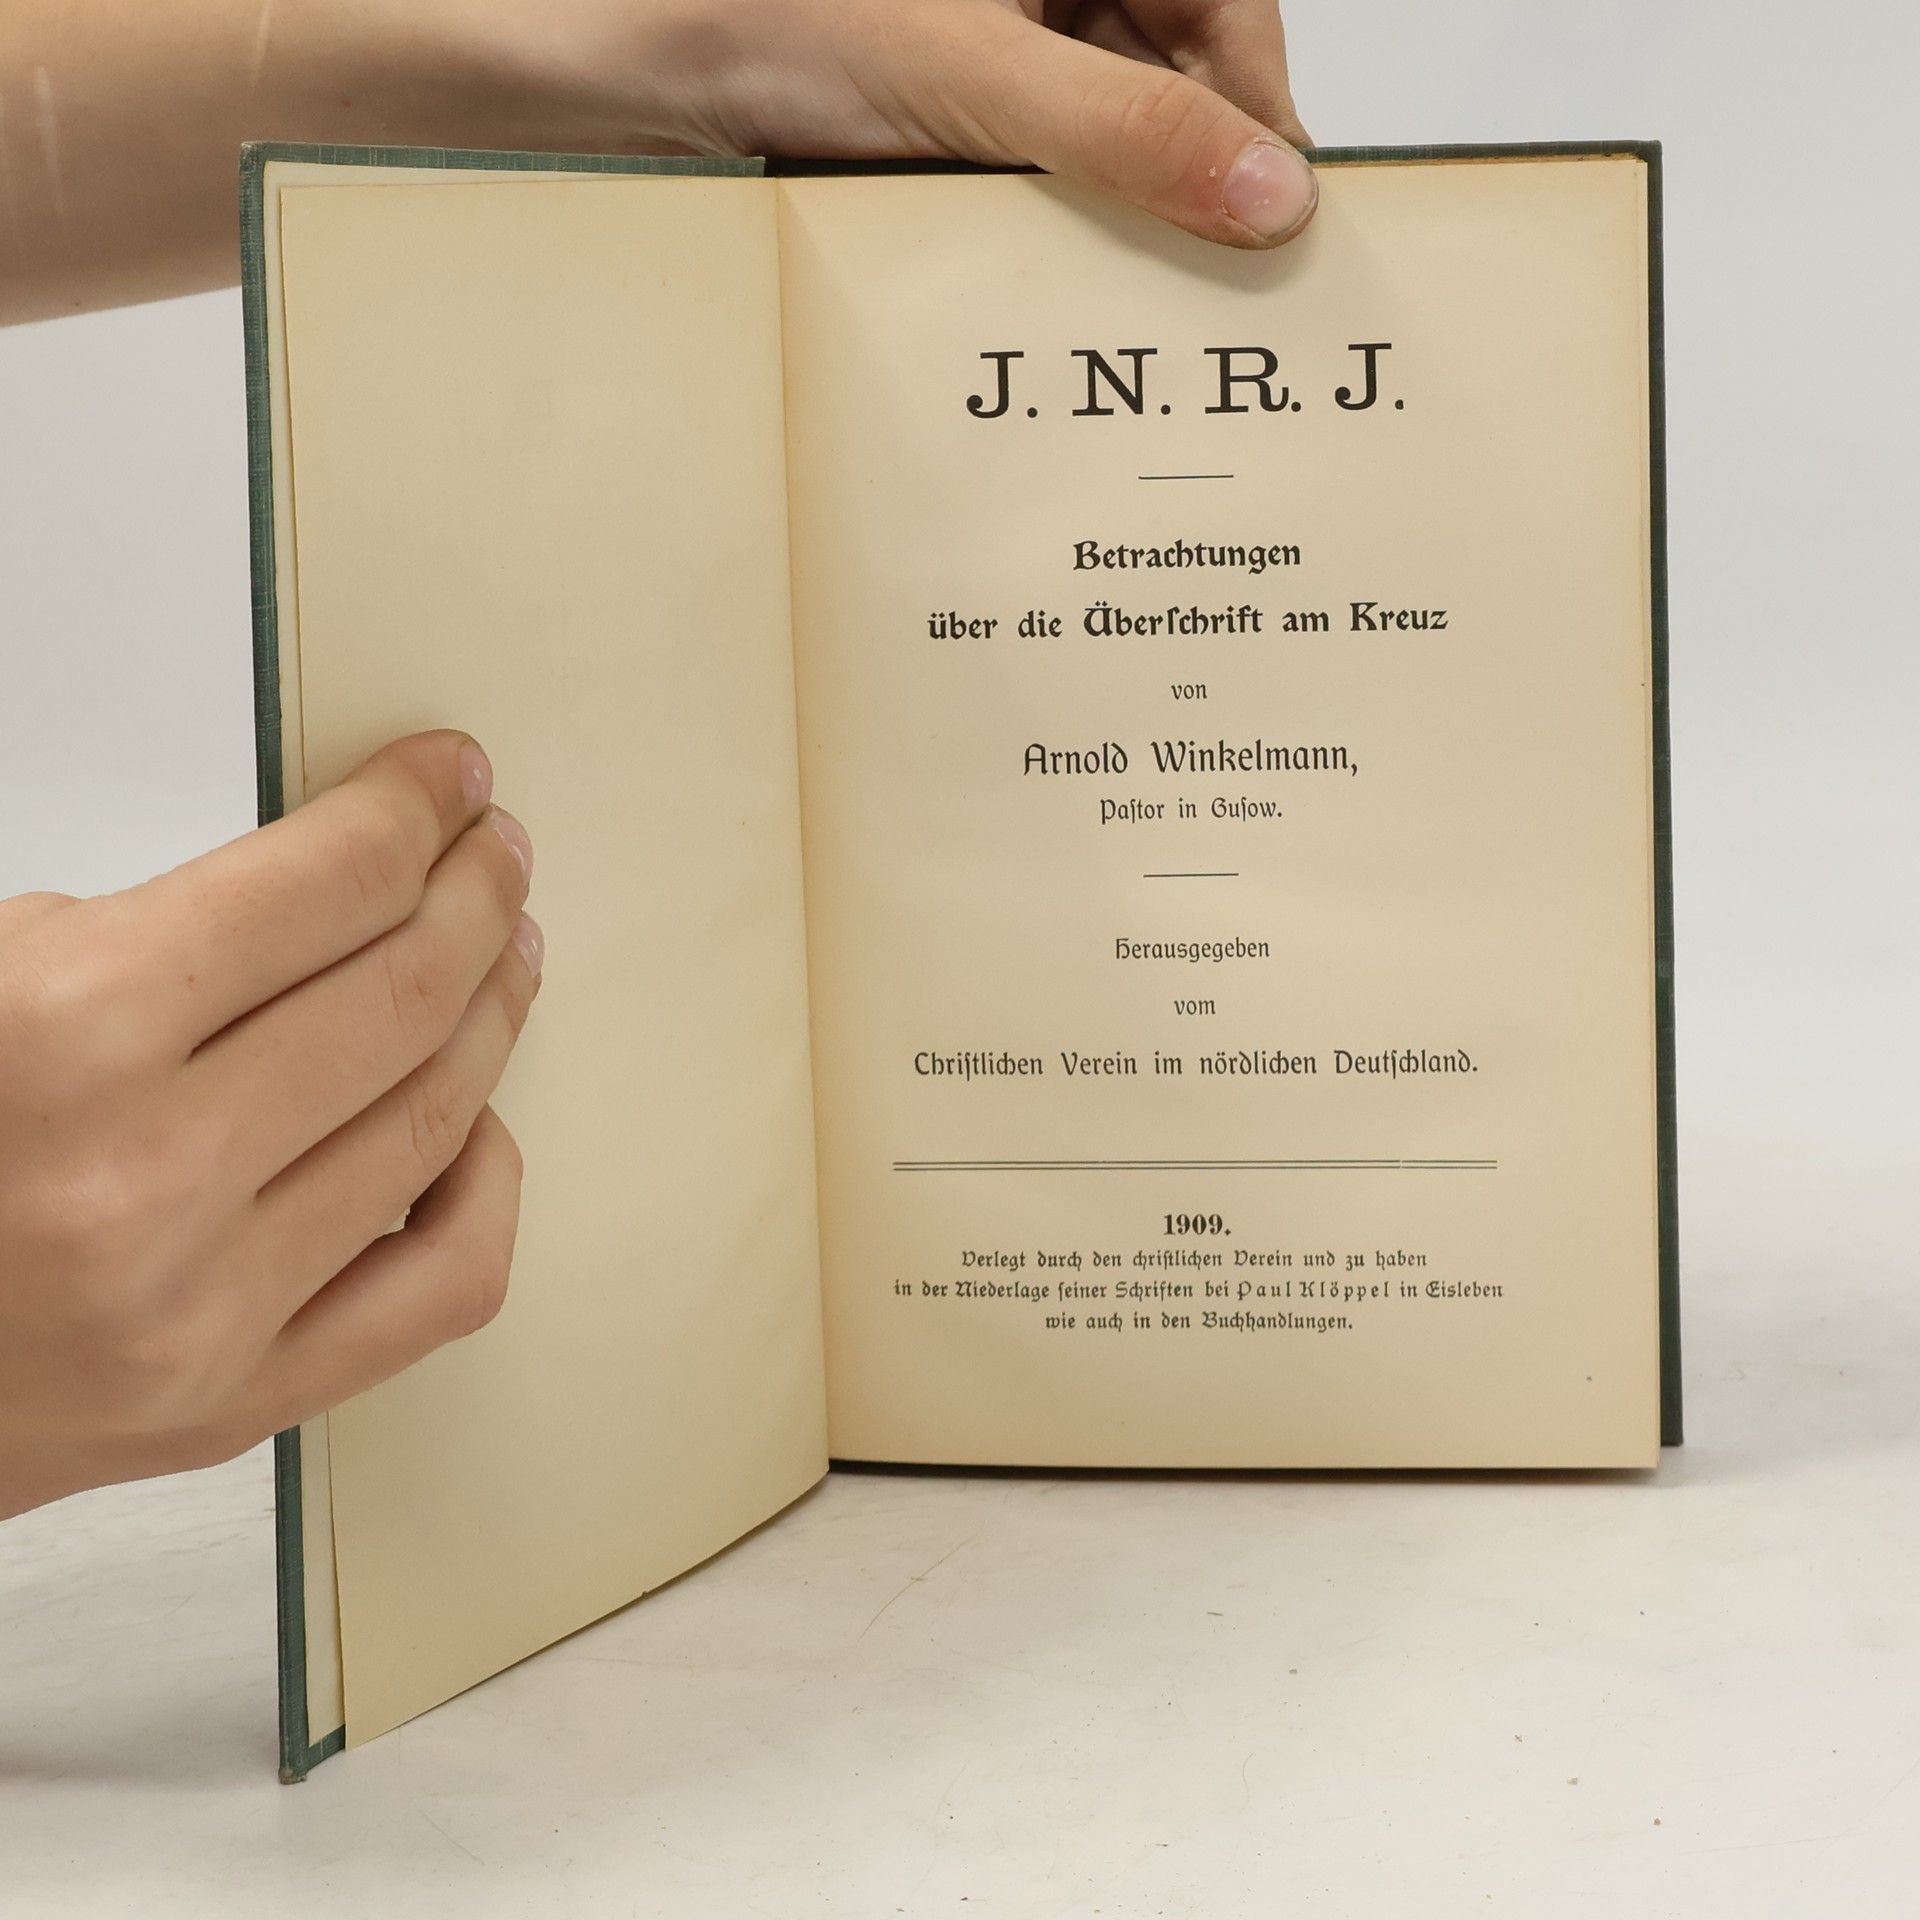 J. N. R. J.
Betrachtungen
über die Überſchrift am Kreuz
von
Arnold Winkelmann,
Paſtor in Guſow.
Herausgegeben
vom
Chriſtlichen Verein im nördlichen Deutſchland.
1909.
Verlegt durch den chriſtlichen Verein und zu haben
in der Niederlage ſeiner Schriften bei Paul Klöppel in Eisleben
wie auch in den Buchhandlungen.